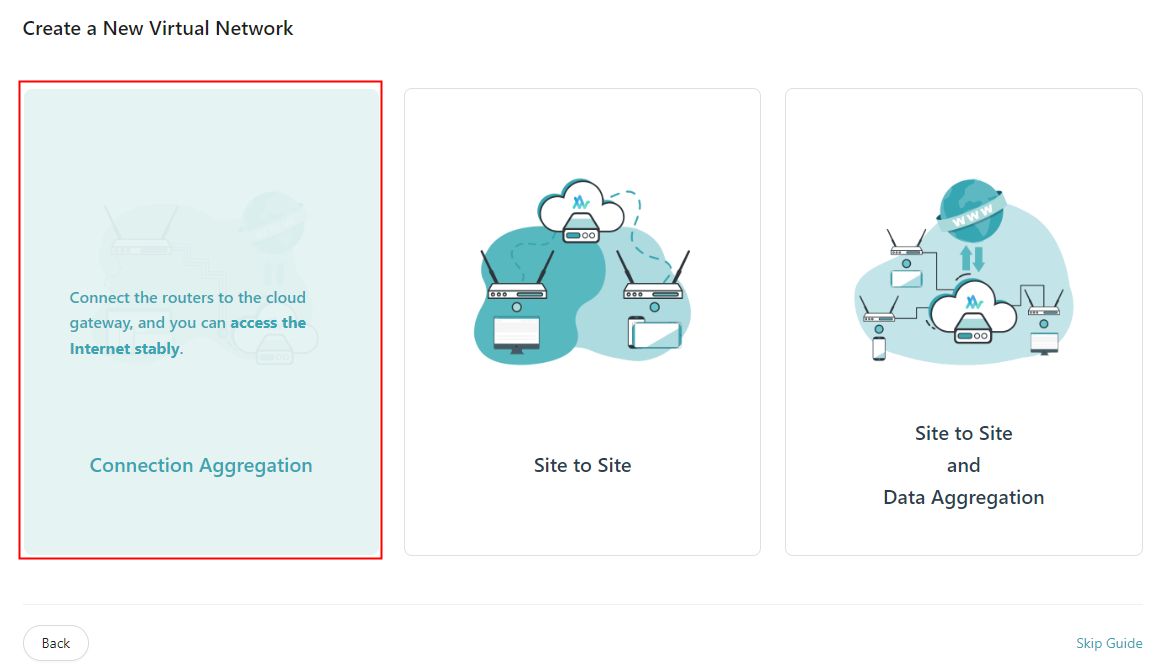 Create a New Virtual Network
Connect the routers to the cloud
gateway, and you can access the
Internet stably.
Connection Aggregation
Site to Site
WWW
Site to Site
and
Data Aggregation
Back
Skip Guide